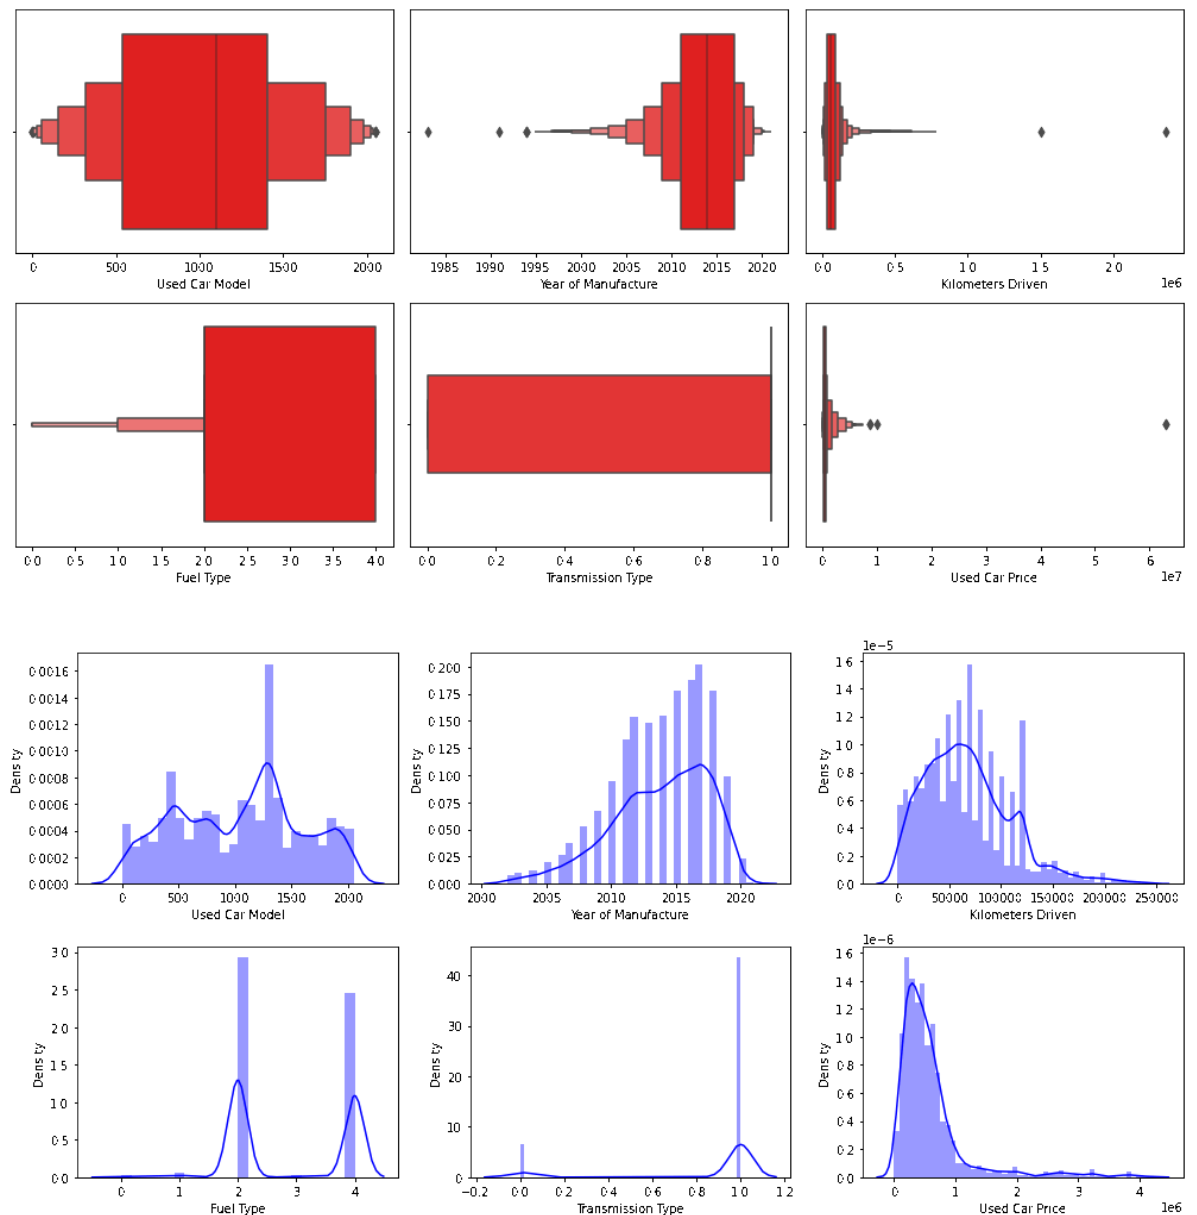 0 500 1000 1500 2000
Used Car Model
1985 1990 1995 2000 2005 2010 2015 2020
Year of Manufacture
0.0 0.5 1.0 1.5 2.0
Kilometers Driven
1e6
0.0 0.5 1.0 1.5 2.0 2.5 3.0 3.5 4.0
Fuel Type
0.0 0.2 0.4 0.6 0.8 1.0
Transmission Type
0 1 2 3 4 5 6
Used Car Price
1e7
0.0016
0.0014
0.0012
0.0010
0.0008
0.0006
0.0004
0.0002
0.0000
Density
0 500 1000 1500 2000
Used Car Model
0.200
0.175
0.150
0.125
0.100
0.075
0.050
0.025
0.000
Density
2000 2005 2010 2015 2020
Year of Manufacture
1e−5
1.6
1.4
1.2
1.0
0.8
0.6
0.4
0.2
0.0
Density
0 50000 100000 150000 200000 250000
Kilometers Driven
3.0
2.5
2.0
1.5
1.0
0.5
0.0
Density
0 1 2 3 4
Fuel Type
40
30
20
10
0
Density
−0.2 0.0 0.2 0.4 0.6 0.8 1.0 1.2
Transmission Type
1e−6
1.6
1.4
1.2
1.0
0.8
0.6
0.4
0.2
0.0
Density
0 1 2 3 4
Used Car Price
1e6